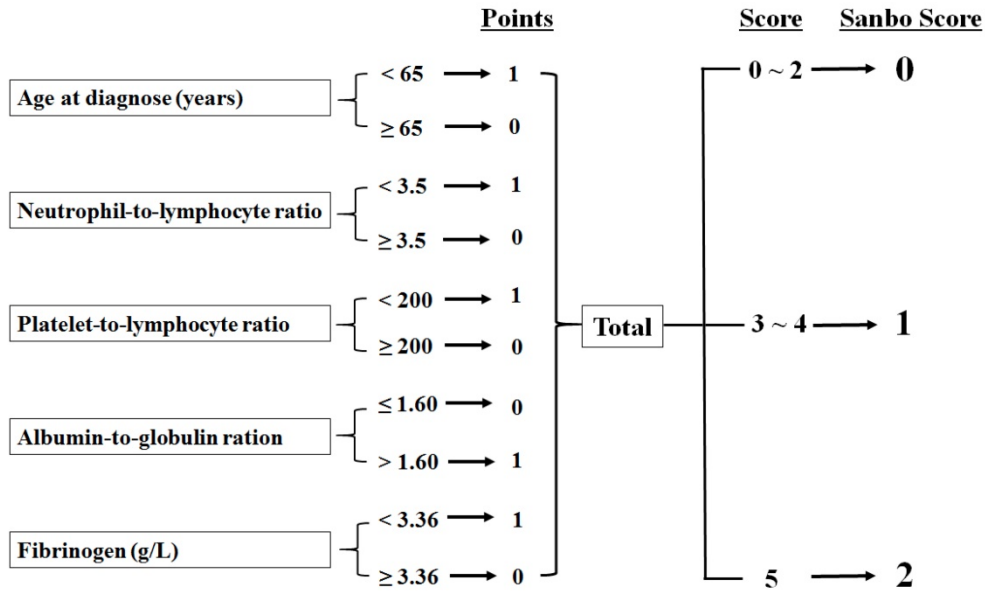 Points
Score
Sanbo Score
Age at diagnose (years)
< 65
1
≥ 65
0
Neutrophil-to-lymphocyte ratio
< 3.5
1
≥ 3.5
0
Platelet-to-lymphocyte ratio
< 200
1
≥ 200
0
Albumin-to-globulin ration
≤ 1.60
0
> 1.60
1
Fibrinogen (g/L)
< 3.36
1
≥ 3.36
0
Total
0 ~ 2
0
3 ~ 4
1
5
2